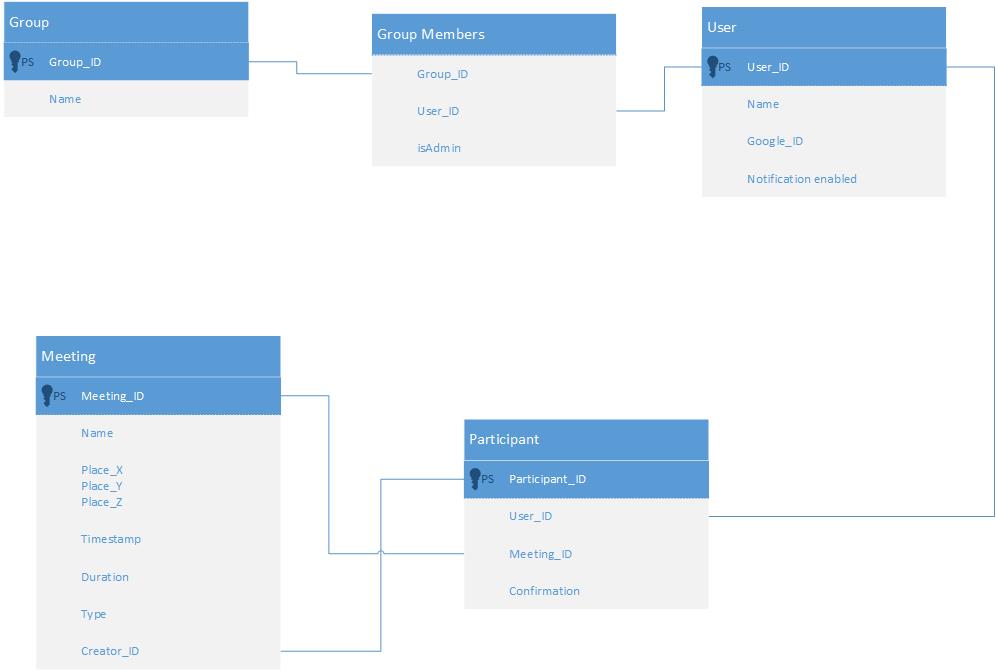 Group
PS Group_ID
Name
Group Members
Group_ID
User_ID
isAdmin
User
PS User_ID
Name
Google_ID
Notification enabled
Meeting
PS Meeting_ID
Name
Place_X
Place_Y
Place_Z
Timestamp
Duration
Type
Creator_ID
Participant
PS Participant_ID
User_ID
Meeting_ID
Confirmation